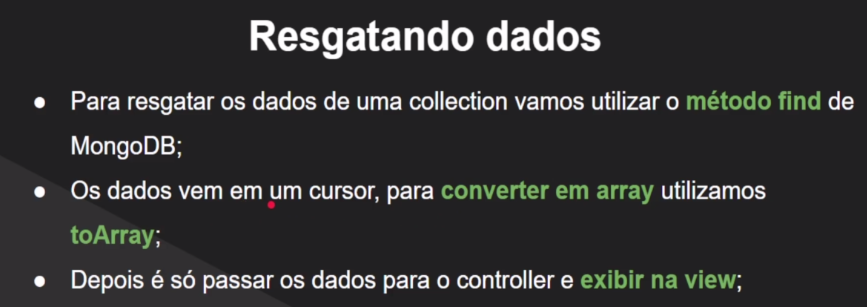 Resgatando dados
● Para resgatar os dados de uma collection vamos utilizar o método find de
MongoDB;
● Os dados vem em um cursor, para converter em array utilizamos
toArray;
● Depois é só passar os dados para o controller e exibir na view;